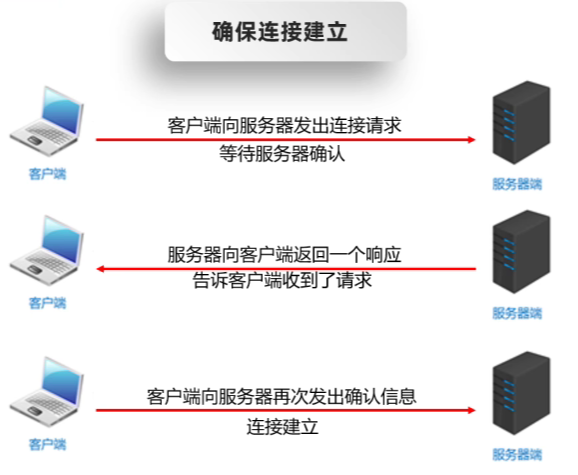 确保连接建立
客户端向服务器发出连接请求
等待服务器确认
客户端
服务器端
服务器向客户端返回一个响应
告诉客户端收到了请求
客户端
服务器端
客户端向服务器再次发出确认信息
连接建立
客户端
服务器端